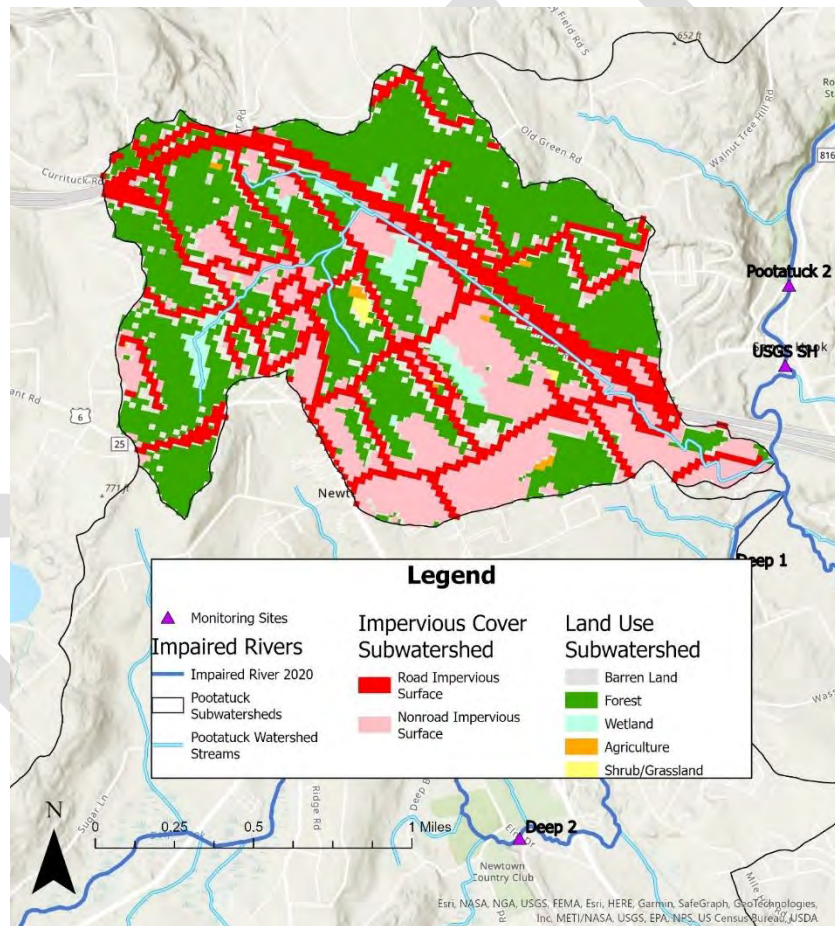 652 ft
Old Green Rd
Walnut Tree Hill Rd
816
Currituck Rd
Pootatuck 2
USGS SH
6
25
771 ft
Newt
Deep 1
Legend
Monitoring Sites
Impaired Rivers
Impaired River 2020
Pootatuck
Subwatersheds
Pootatuck Watershed
Streams
Impervious Cover
Subwatershed
Road Impervious
Surface
Nonroad Impervious
Surface
Land Use
Subwatershed
Barren Land
Forest
Wetland
Agriculture
Shrub/Grassland
N
0 0.25 0.5 1 Miles
Sugar Ln
Ridge Rd
Deep 2
Newtown
Country Club
Esri, NASA, NGA, USGS, FEMA, Esri, HERE, Garmin, SafeGraph, GeoTechnologies,
Inc, METI/NASA, USGS, EPA, NPS, US Census Bureau, USDA